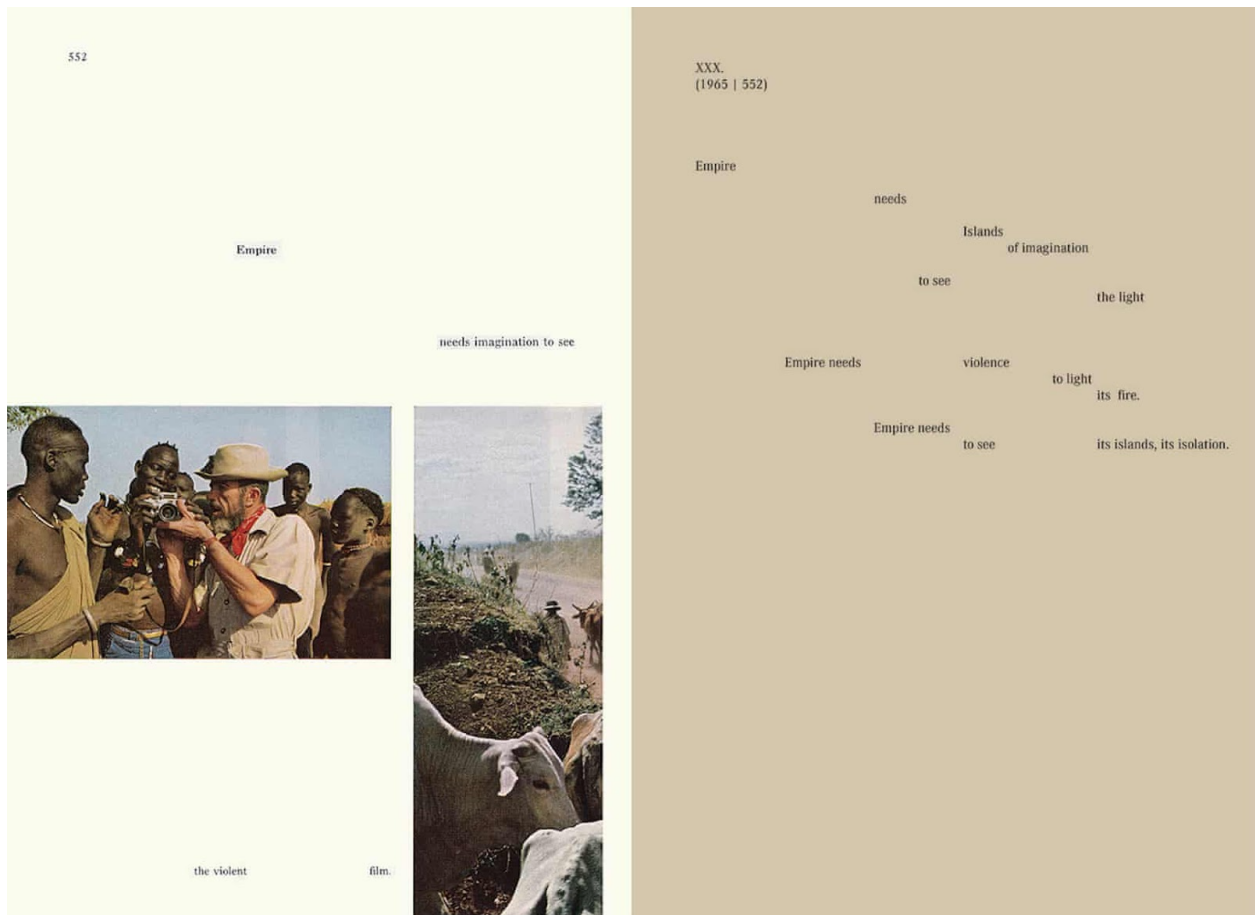 552
Empire
needs imagination to see
the violent film.
XXX.
(1965 | 552)
Empire
needs
Islands
of imagination
to see
the light
Empire needs violence
to light
its fire.
Empire needs
to see its islands, its isolation.